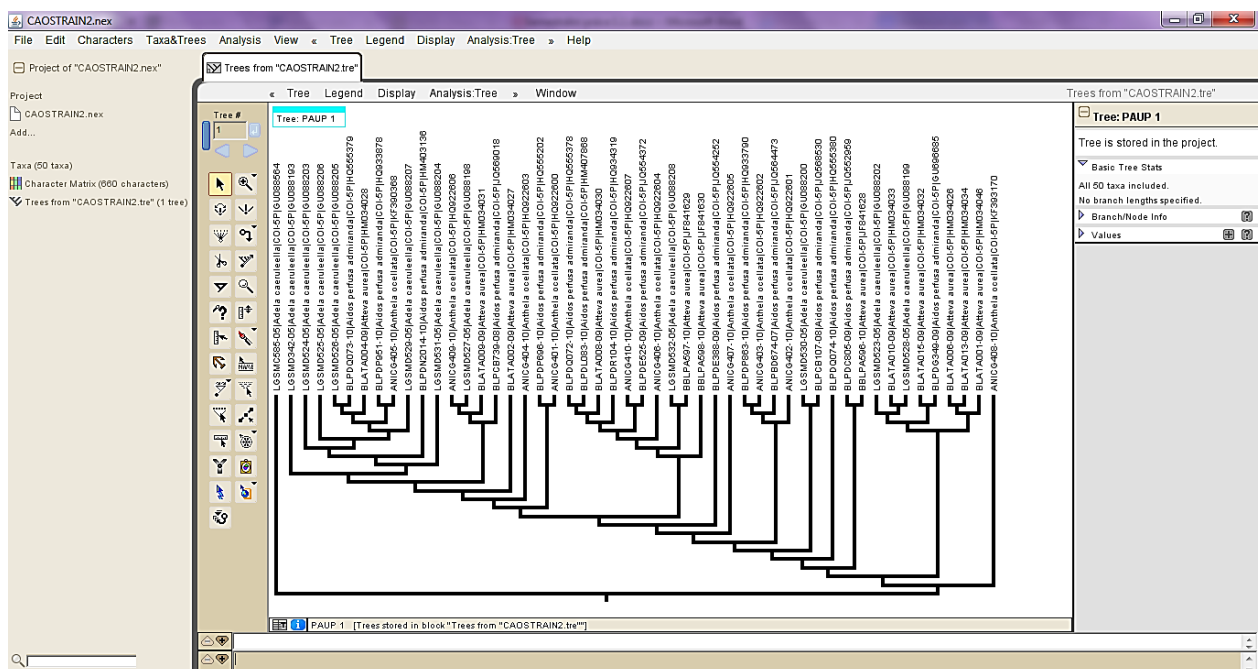 CAOSTRAIN2.nex
File Edit Characters Taxa&Trees Analysis View « Tree Legend Display Analysis:Tree » Help
Project of "CAOSTRAIN2.nex"
Trees from "CAOSTRAIN2.tre"
Project
CAOSTRAIN2.nex
Add...
Taxa (50 taxa)
Character Matrix (660 characters)
Trees from "CAOSTRAIN2.tre" (1 tree)
« Tree Legend Display Analysis:Tree » Window
Trees from "CAOSTRAIN2.tre"
Tree #
1
Tree: PAUP 1
LGSMC585-05|Adela caeruleella|COI-5P|GU088564
LGSMD342-05|Adela caeruleella|COI-5P|GU088193
LGSMD524-05|Adela caeruleella|COI-5P|GU088203
LGSMD525-05|Adela caeruleella|COI-5P|GU088206
LGSMD526-05|Adela caeruleella|COI-5P|GU088205
BLPDQ073-10|Aidos perfusa admiranda|COI-5P|HQ555379
BLATA004-09|Atteva aurea|COI-5P|HM034028
BLPDP951-10|Aidos perfusa admiranda|COI-5P|HQ933878
ANICG405-10|Anthela ocellata|COI-5P|KF390368
LGSMD529-05|Adela caeruleella|COI-5P|GU088207
BLPDN2014-10|Aidos perfusa admiranda|COI-5P|HM403136
LGSMD531-05|Adela caeruleella|COI-5P|GU088204
ANICG409-10|Anthela ocellata|COI-5P|HQ922606
LGSMD527-05|Adela caeruleella|COI-5P|GU088198
BLATA009-09|Atteva aurea|COI-5P|HM034031
BLPCB739-08|Aidos perfusa admiranda|COI-5P|JQ569018
BLATA002-09|Atteva aurea|COI-5P|HM034027
ANICG404-10|Anthela ocellata|COI-5P|HQ922603
BLPDP696-10|Aidos perfusa admiranda|COI-5P|HQ555202
ANICG401-10|Anthela ocellata|COI-5P|HQ922600
BLPDQ072-10|Aidos perfusa admiranda|COI-5P|HQ555378
BLPDL083-10|Aidos perfusa admiranda|COI-5P|HM407868
BLATA008-09|Atteva aurea|COI-5P|HM034030
BLPDR104-10|Aidos perfusa admiranda|COI-5P|HQ934319
ANICG410-10|Anthela ocellata|COI-5P|HQ922607
BLPDE525-09|Aidos perfusa admiranda|COI-5P|JQ554372
ANICG406-10|Anthela ocellata|COI-5P|HQ922604
LGSMD532-05|Adela caeruleella|COI-5P|GU088208
BBLPA597-10|Atteva aurea|COI-5P|JF841629
BBLPA598-10|Atteva aurea|COI-5P|JF841630
BLPDE388-09|Aidos perfusa admiranda|COI-5P|JQ554252
ANICG407-10|Anthela ocellata|COI-5P|HQ922605
BLPDP863-10|Aidos perfusa admiranda|COI-5P|HQ933790
ANICG403-10|Anthela ocellata|COI-5P|HQ922602
BLPBD674-07|Aidos perfusa admiranda|COI-5P|JQ564473
ANICG402-10|Anthela ocellata|COI-5P|HQ922601
LGSMD530-05|Adela caeruleella|COI-5P|GU088200
BLPCB107-08|Aidos perfusa admiranda|COI-5P|JQ568530
BLPDQ074-10|Aidos perfusa admiranda|COI-5P|HQ555380
BLPDC805-09|Aidos perfusa admiranda|COI-5P|JQ552959
BBLPA596-10|Atteva aurea|COI-5P|JF841628
LGSMD523-05|Adela caeruleella|COI-5P|GU088202
BLATA010-09|Atteva aurea|COI-5P|HM034033
LGSMD528-05|Adela caeruleella|COI-5P|GU088199
BLATA015-09|Atteva aurea|COI-5P|HM034032
BLPDG349-09|Aidos perfusa admiranda|COI-5P|GU696685
BLATA006-09|Atteva aurea|COI-5P|HM034026
BLATA013-09|Atteva aurea|COI-5P|HM034034
BLATA001-09|Atteva aurea|COI-5P|HM034046
ANICG408-10|Anthela ocellata|COI-5P|KF393170
Tree: PAUP 1
Tree is stored in the project.
Basic Tree Stats
All 50 taxa included.
No branch lengths specified.
Branch/Node Info
Values
PAUP 1 [Trees stored in block "Trees from "CAOSTRAIN2.tre""]